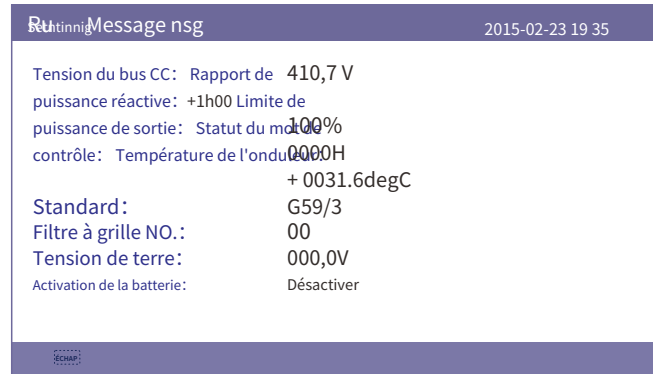 Message nsg
2015-02-23 19 35
Tension du bus CC: Rapport de 410,7 V
puissance réactive: +1h00 Limite de
puissance de sortie: Statut du mot de 100%
contrôle: Température de l'onduleur: 0000H
+ 0031.6degC
Standard: G59/3
Filtre à grille NO.: 00
Tension de terre: 000,0V
Activation de la batterie: Désactiver
ÉCHAP